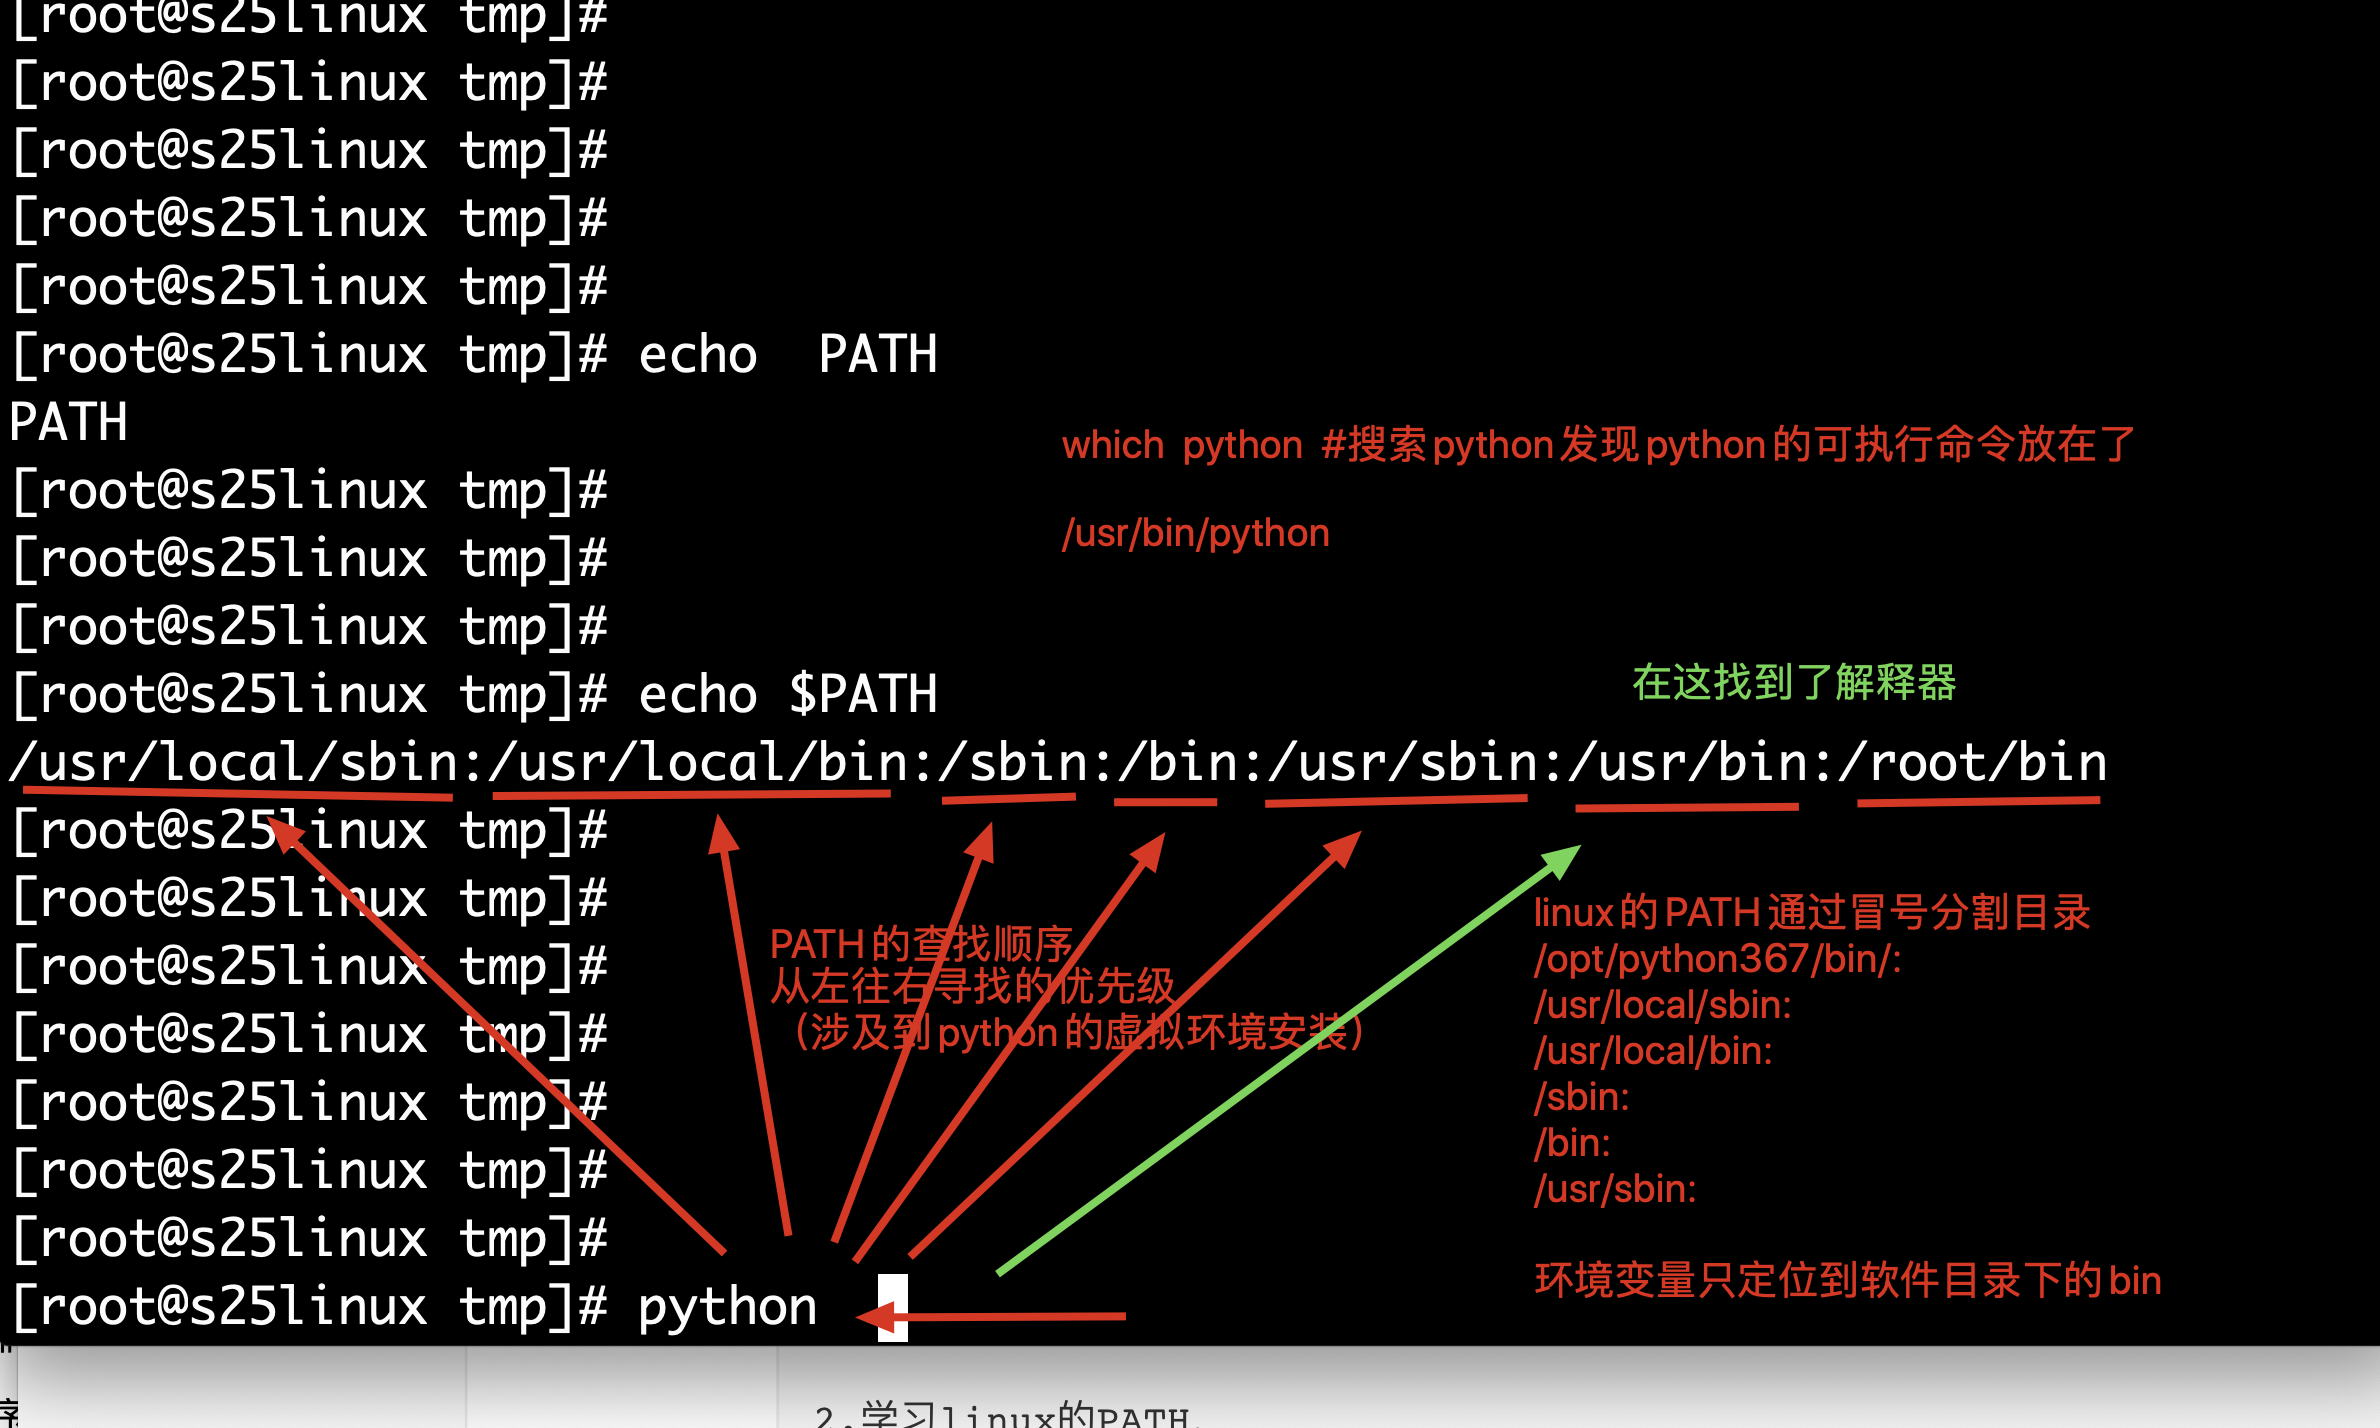 [root@s25linux tmp]#
[root@s25linux tmp]#
[root@s25linux tmp]#
[root@s25linux tmp]#
[root@s25linux tmp]#
[root@s25linux tmp]# echo  PATH
PATH
which python #搜索python发现python的可执行命令放在了
[root@s25linux tmp]#
/usr/bin/python
[root@s25linux tmp]#
[root@s25linux tmp]#
在这找到了解释器
[root@s25linux tmp]# echo $PATH
/usr/local/sbin:/usr/local/bin:/sbin:/bin:/usr/sbin:/usr/bin:/root/bin
[root@s25linux tmp]#
[root@s25linux tmp]#
[root@s25linux tmp]#
[root@s25linux tmp]#
[root@s25linux tmp]#
[root@s25linux tmp]#
[root@s25linux tmp]#
[root@s25linux tmp]# python
PATH的查找顺序
从左往右寻找的优先级
（涉及到python的虚拟环境安装）
linux的PATH通过冒号分割目录
/opt/python367/bin/:
/usr/local/sbin:
/usr/local/bin:
/sbin:
/bin:
/usr/sbin:
环境变量只定位到软件目录下的bin
2.学习linux的PATH